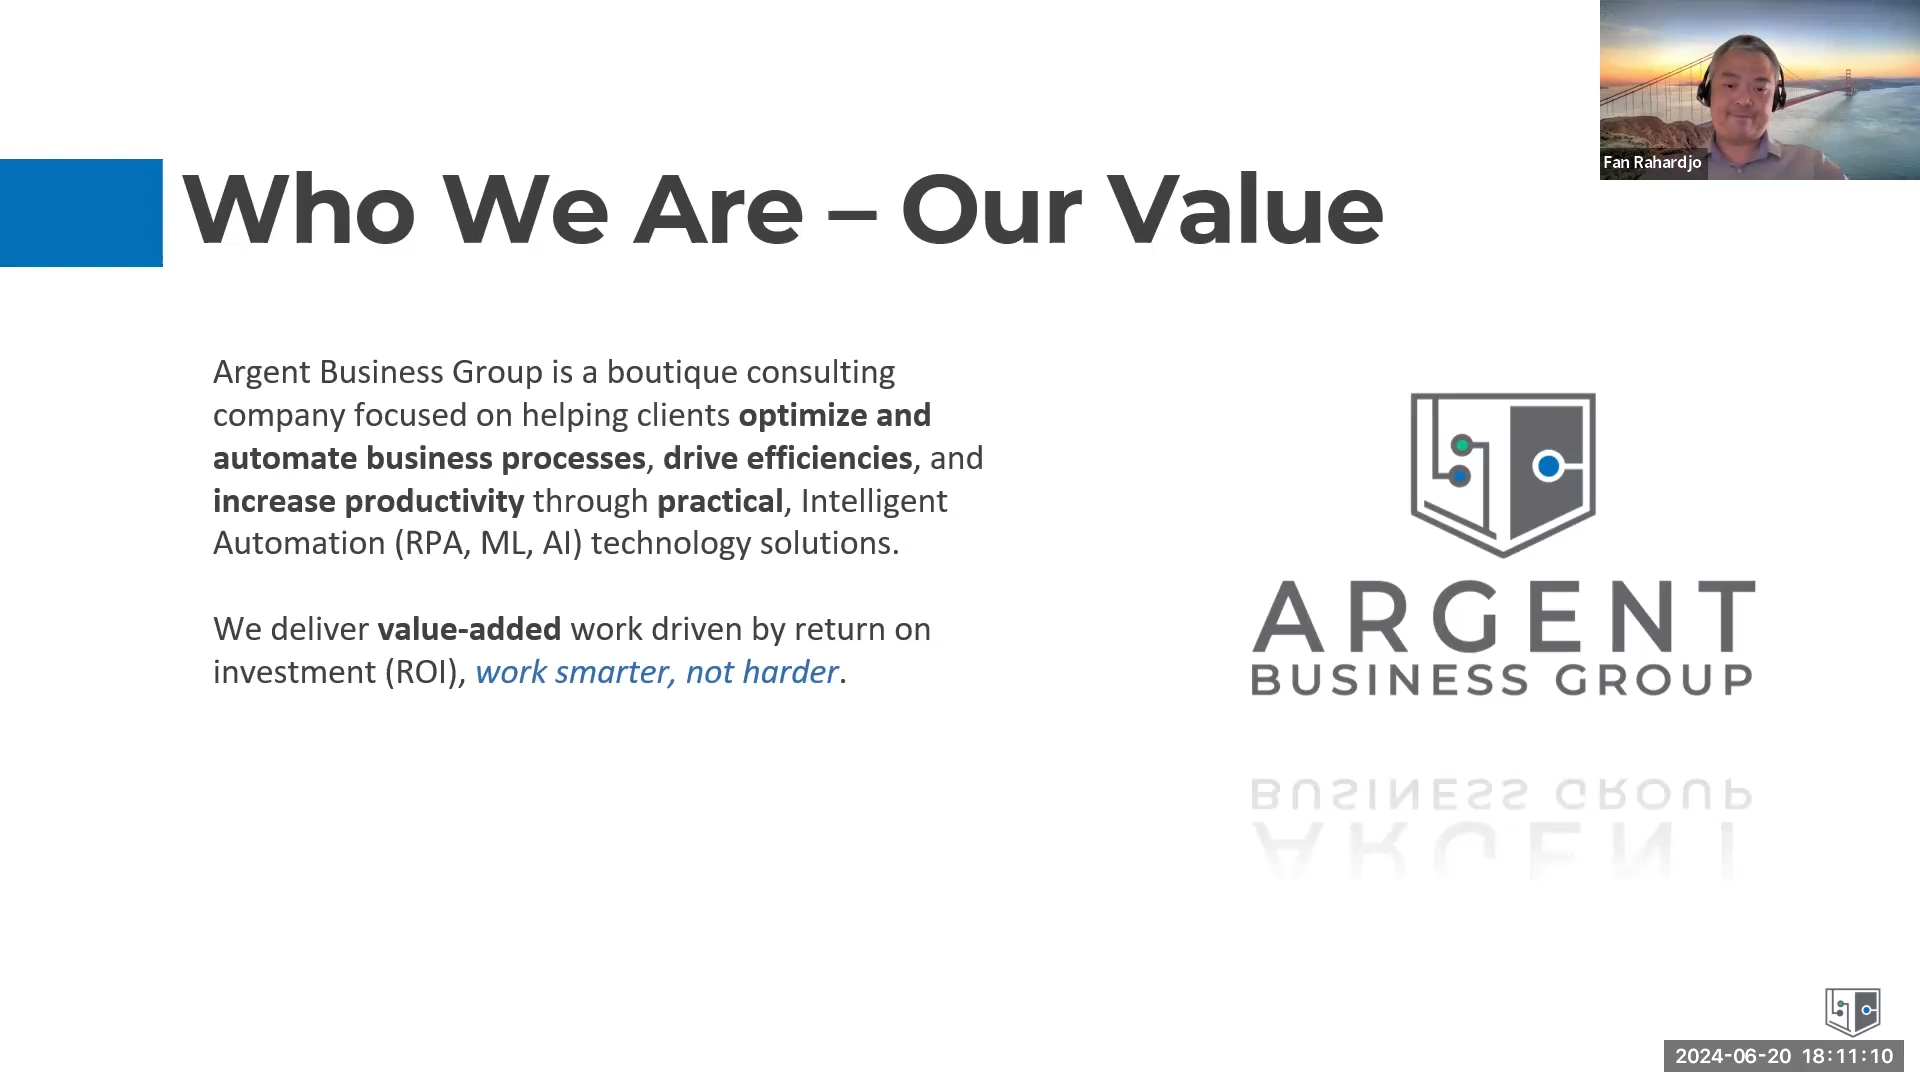 Fan Rahardjo
Who We Are – Our Value
Argent Business Group is a boutique consulting
company focused on helping clients optimize and
automate business processes, drive efficiencies, and
increase productivity through practical, Intelligent
Automation (RPA, ML, AI) technology solutions.
We deliver value-added work driven by return on
investment (ROI), work smarter, not harder.
ARGENT
BUSINESS GROUP
BUSINESS GROUP
ARGENT
2024-06-20 18:11:10